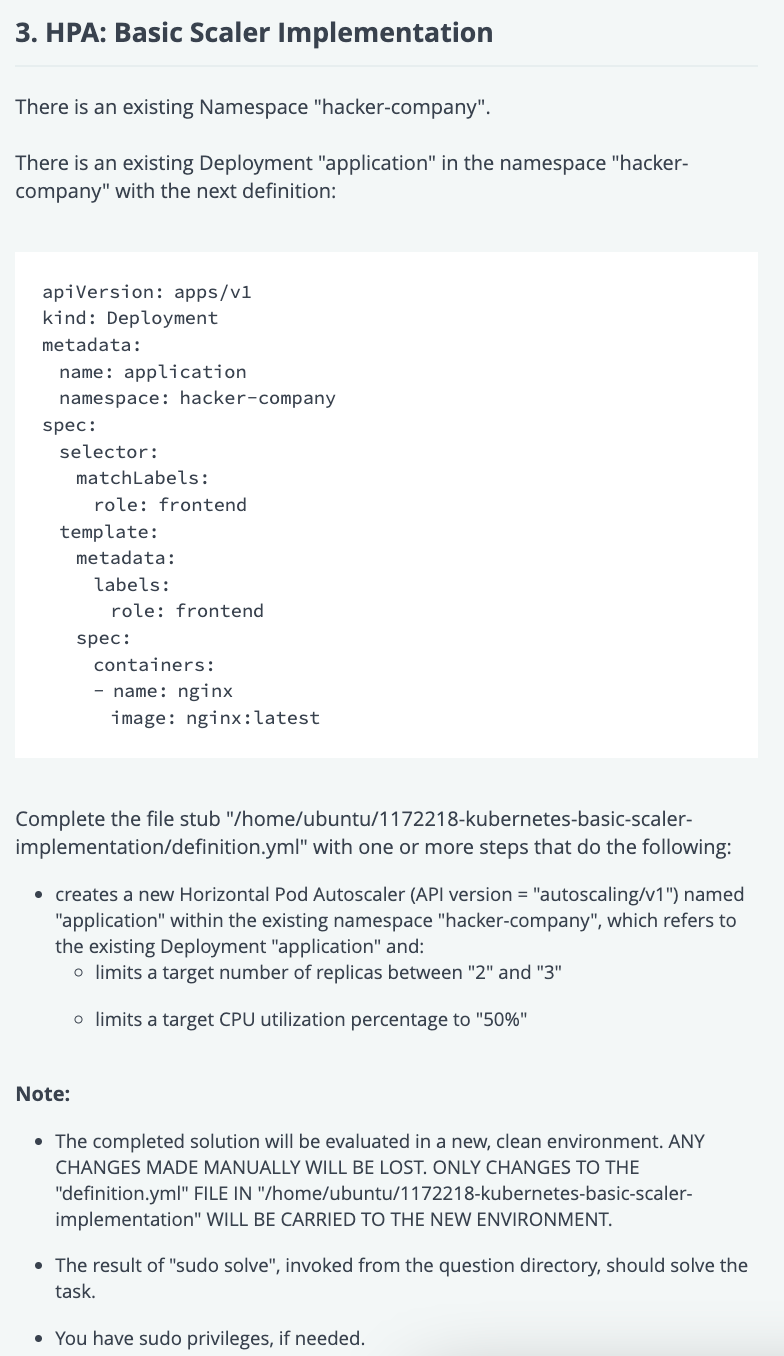 3. HPA: Basic Scaler Implementation
There is an existing Namespace "hacker-company".
There is an existing Deployment "application" in the namespace "hacker-
company" with the next definition:
apiVersion: apps/v1
kind: Deployment
metadata:
  name: application
  namespace: hacker-company
spec:
  selector:
    matchLabels:
      role: frontend
  template:
    metadata:
      labels:
        role: frontend
    spec:
      containers:
      - name: nginx
        image: nginx:latest
Complete the file stub "/home/ubuntu/1172218-kubernetes-basic-scaler-
implementation/definition.yml" with one or more steps that do the following:
• creates a new Horizontal Pod Autoscaler (API version = "autoscaling/v1") named
"application" within the existing namespace "hacker-company", which refers to
the existing Deployment "application" and:
○ limits a target number of replicas between "2" and "3"
○ limits a target CPU utilization percentage to "50%"
Note:
• The completed solution will be evaluated in a new, clean environment. ANY
CHANGES MADE MANUALLY WILL BE LOST. ONLY CHANGES TO THE
"definition.yml" FILE IN "/home/ubuntu/1172218-kubernetes-basic-scaler-
implementation" WILL BE CARRIED TO THE NEW ENVIRONMENT.
• The result of "sudo solve", invoked from the question directory, should solve the
task.
• You have sudo privileges, if needed.